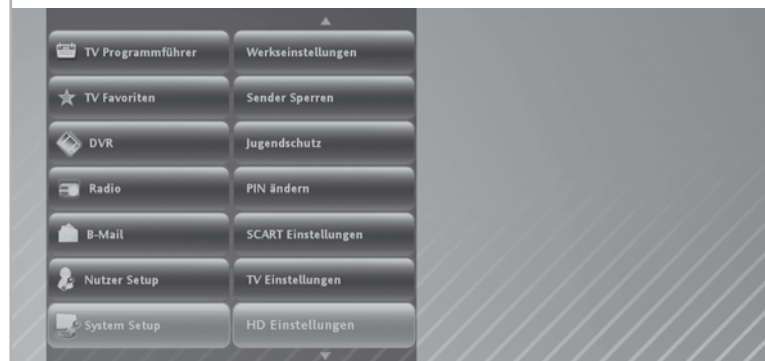 TV Programmführer
Werkseinstellungen
TV Favoriten
Sender Sperren
DVR
Jugendschutz
Radio
PIN ändern
B-Mail
SCART Einstellungen
Nutzer Setup
TV Einstellungen
System Setup
HD Einstellungen